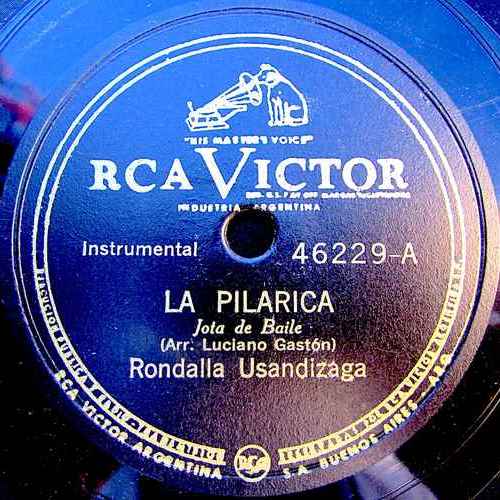 "HIS MASTER'S VOICE"
RCA VICTOR
INDUSTRIA ARGENTINA
Instrumental
46229-A
LA PILARICA
Jota de Baile
(Arr. Luciano Gastón)
Rondalla Usandizaga
RCA VICTOR ARGENTINA
RCA
S.A. BUENOS AIRES